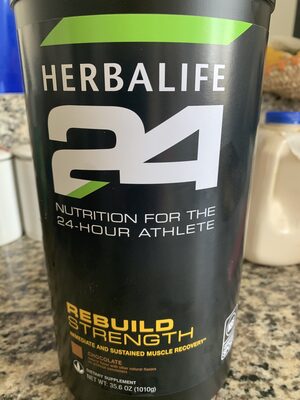 HERBALIFE
24
NUTRITION FOR THE
24-HOUR ATHLETE
REBUILD
STRENGTH
IMMEDIATE AND SUSTAINED MUSCLE RECOVERY**
CHOCOLATE
DIETARY SUPPLEMENT
NET WT. 35.6 OZ (1010g)